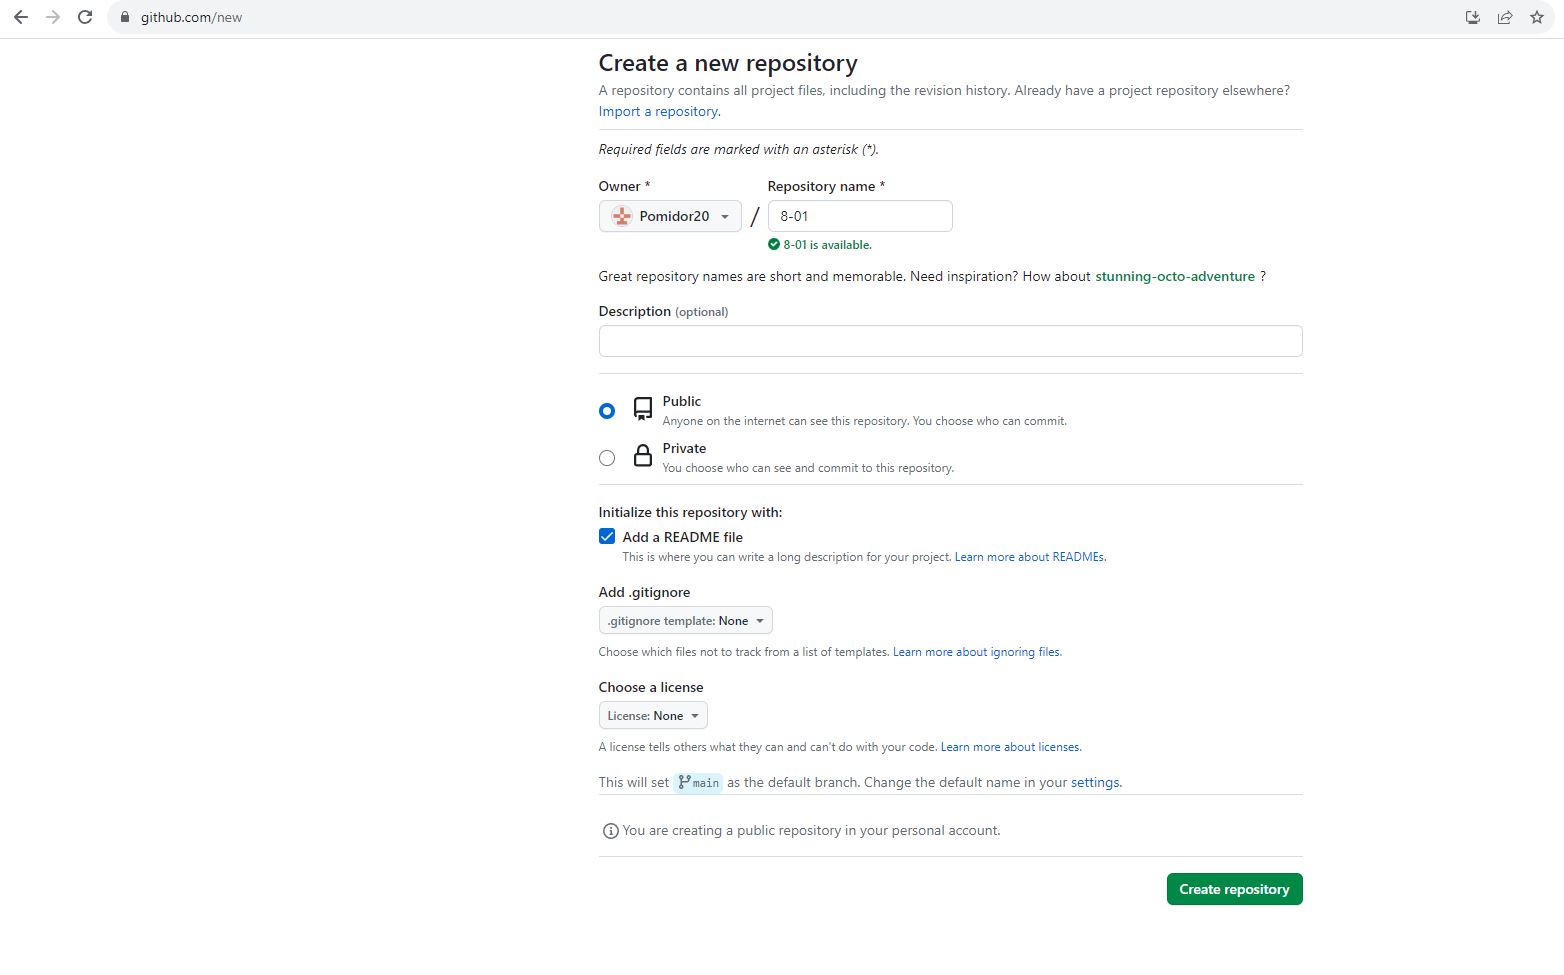 github.com/new
Create a new repository
A repository contains all project files, including the revision history. Already have a project repository elsewhere?
Import a repository.
Required fields are marked with an asterisk (*).
Owner * Repository name *
Pomidor20 / 8-01
8-01 is available.
Great repository names are short and memorable. Need inspiration? How about stunning-octo-adventure ?
Description (optional)
Public
Anyone on the internet can see this repository. You choose who can commit.
Private
You choose who can see and commit to this repository.
Initialize this repository with:
Add a README file
This is where you can write a long description for your project. Learn more about READMEs.
Add .gitignore
.gitignore template: None
Choose which files not to track from a list of templates. Learn more about ignoring files.
Choose a license
License: None
A license tells others what they can and can't do with your code. Learn more about licenses.
This will set main as the default branch. Change the default name in your settings.
You are creating a public repository in your personal account.
Create repository